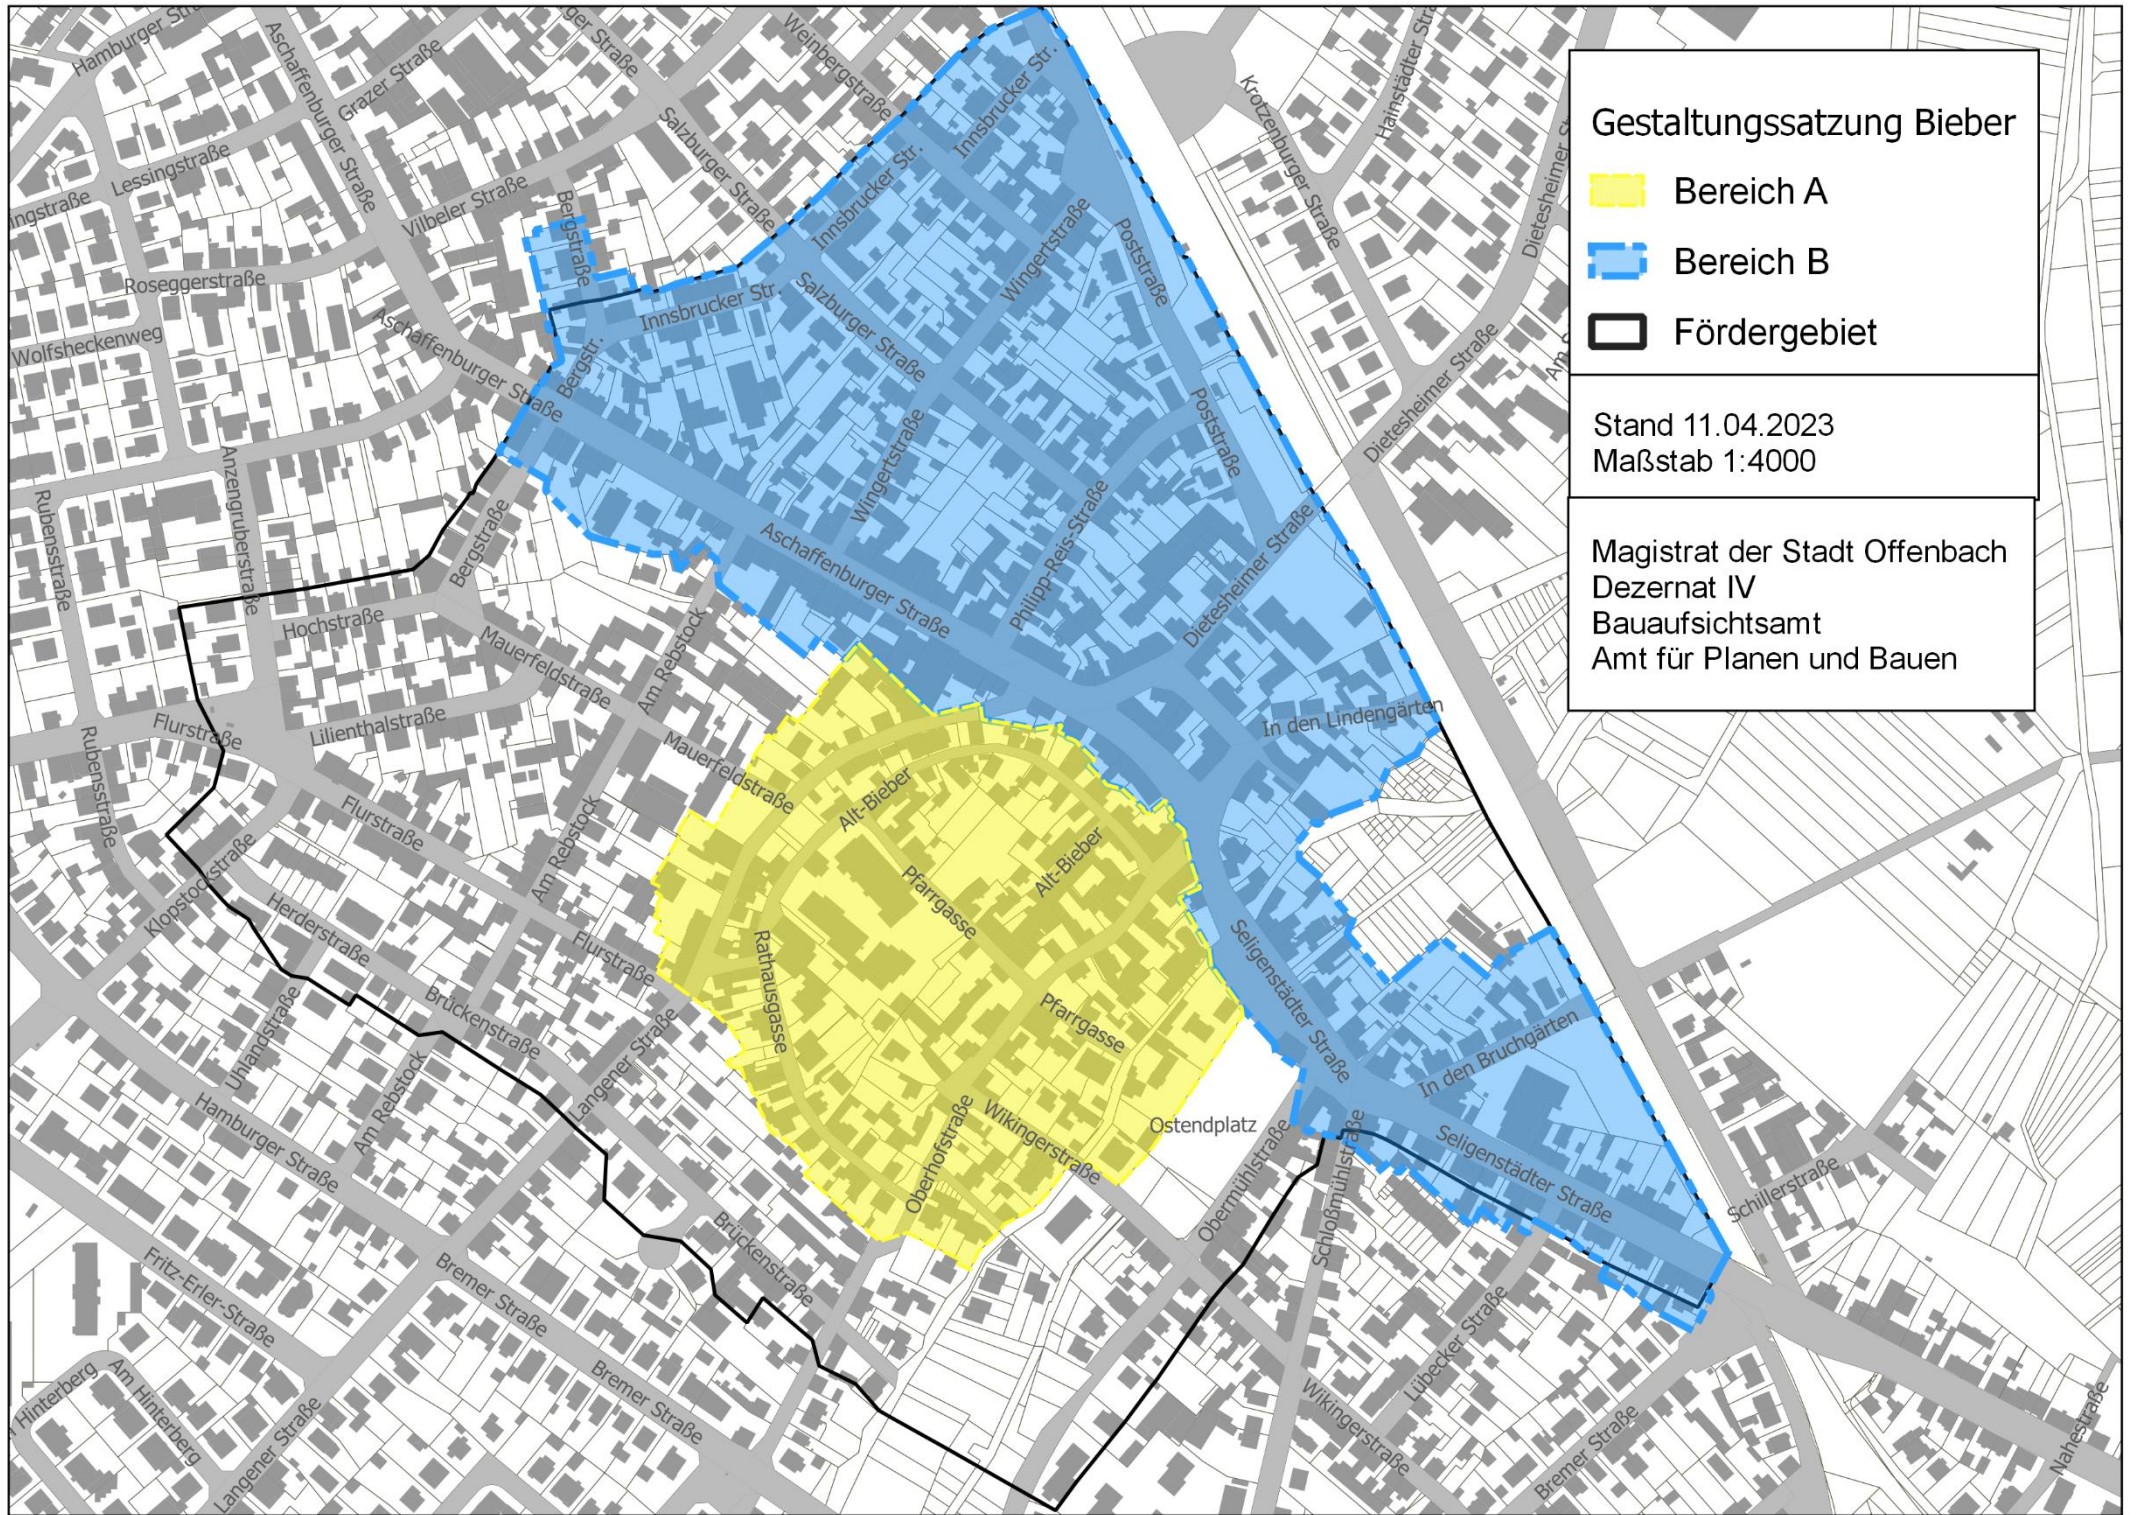 Gestaltungssatzung Bieber
Bereich A
Bereich B
Fördergebiet
Stand 11.04.2023
Maßstab 1:4000
Magistrat der Stadt Offenbach
Dezernat IV
Bauaufsichtsamt
Amt für Planen und Bauen
Aschaffenburger Straße
Grazer Straße
Weinbergstraße
Innsbrucker Str.
Krotzenburger Straße
Lessingstraße
Salzburger Straße
Vilbeler Straße
Bergstraße
Innsbrucker Str.
Wingertstraße
Poststraße
Roseggerstraße
Innsbrucker Str.
Salzburger Straße
Wolfsheckenweg
Aschaffenburger Straße
Bergstr.
Dietesheimer Straße
Poststraße
Wingertstraße
Anzengruberstraße
Rubensstraße
Bergstraße
Aschaffenburger Straße
Philipp-Reis-Straße
Dietesheimer Straße
Hochstraße
Mauerfeldstraße
Am Rebstock
Flurstraße
Lilienthalstraße
In den Lindengärten
Rubensstraße
Mauerfeldstraße
Alt-Bieber
Flurstraße
Am Rebstock
Alt-Bieber
Pfarrgasse
Klopstockstraße
Herderstraße
Flurstraße
Rathausgasse
Seligenstädter Straße
Pfarrgasse
Brückenstraße
Uhlandstraße
Langener Straße
In den Bruchgärten
Am Rebstock
Hamburger Straße
Oberhofstraße
Wikingerstraße
Ostendplatz
Obermühlstraße
Schloßmühlstraße
Seligenstädter Straße
Schillerstraße
Brückenstraße
Fritz-Erler-Straße
Bremer Straße
Lübecker Straße
Hinterberg
Am Hinterberg
Bremer Straße
Langener Straße
Wikingerstraße
Bremer Straße
Nahestraße